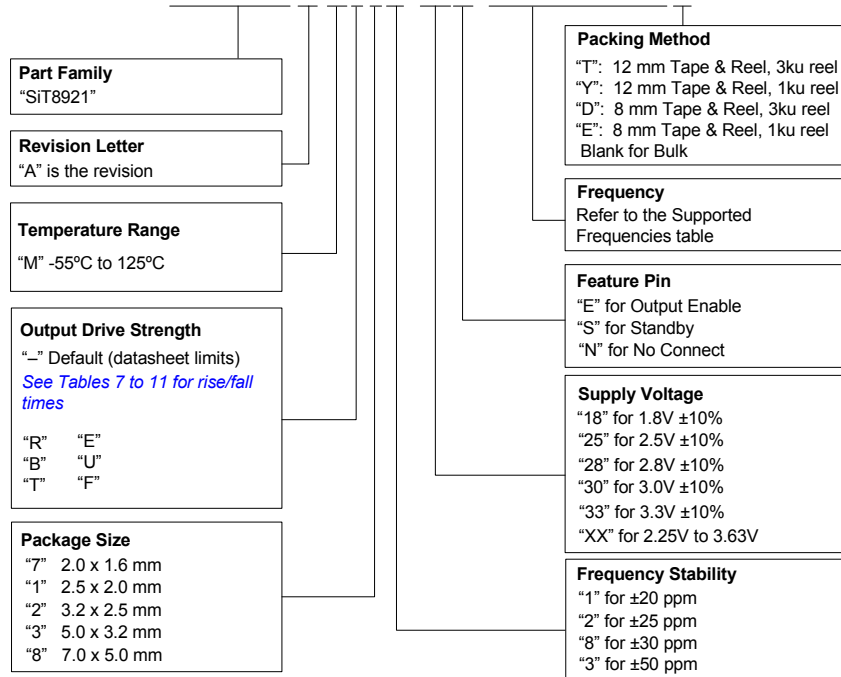 Part Family
“SiT8921”
Revision Letter
“A” is the revision
Temperature Range
“M” -55ºC to 125ºC
Output Drive Strength
“–” Default (datasheet limits)
See Tables 7 to 11 for rise/fall
times
“R” “E”
“B” “U”
“T” “F”
Package Size
“7” 2.0 x 1.6 mm
“1” 2.5 x 2.0 mm
“2” 3.2 x 2.5 mm
“3” 5.0 x 3.2 mm
“8” 7.0 x 5.0 mm
Packing Method
“T”: 12 mm Tape & Reel, 3ku reel
“Y”: 12 mm Tape & Reel, 1ku reel
“D”: 8 mm Tape & Reel, 3ku reel
“E”: 8 mm Tape & Reel, 1ku reel
Blank for Bulk
Frequency
Refer to the Supported
Frequencies table
Feature Pin
“E” for Output Enable
“S” for Standby
“N” for No Connect
Supply Voltage
“18” for 1.8V ±10%
“25” for 2.5V ±10%
“28” for 2.8V ±10%
“30” for 3.0V ±10%
“33” for 3.3V ±10%
“XX” for 2.25V to 3.63V
Frequency Stability
“1” for ±20 ppm
“2” for ±25 ppm
“8” for ±30 ppm
“3” for ±50 ppm